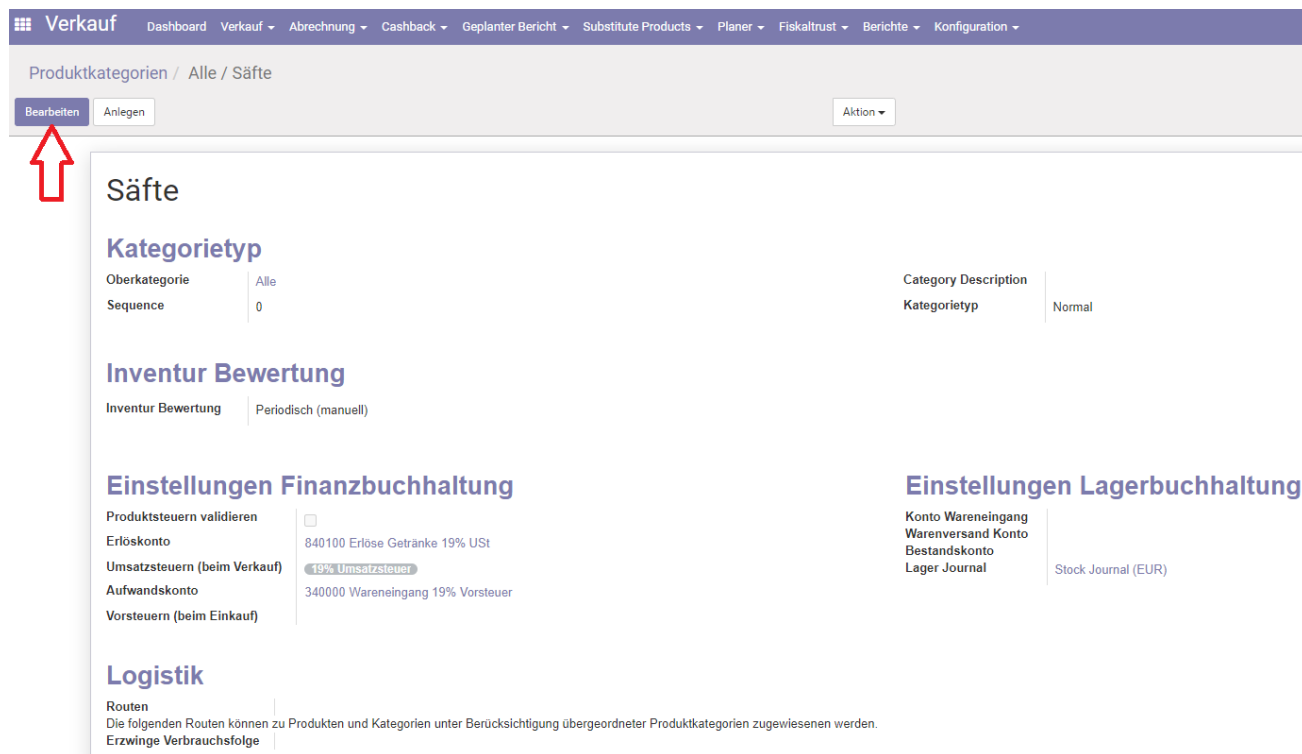 Verkauf Dashboard Verkauf Abrechnung Cashback Geplanter Bericht Substitute Products Planer Fiskaltrust Berichte Konfiguration
Produktkategorien / Alle / Säfte
Bearbeiten Anlegen Aktion
Säfte
Kategorietyp
Oberkategorie Alle Category Description
Sequence 0 Kategorietyp Normal
Inventur Bewertung
Inventur Bewertung Periodisch (manuell)
Einstellungen Finanzbuchhaltung Einstellungen Lagerbuchhaltung
Produktsteuern validieren Konto Wareneingang
Warenversand Konto
Erlöskonto 840100 Erlöse Getränke 19% USt Bestandskonto
Umsatzsteuern (beim Verkauf) 19% Umsatzsteuer Lager Journal Stock Journal (EUR)
Aufwandskonto 340000 Wareneingang 19% Vorsteuer
Vorsteuern (beim Einkauf)
Logistik
Routen
Die folgenden Routen können zu Produkten und Kategorien unter Berücksichtigung übergeordneter Produktkategorien zugewiesenen werden.
Erzwinge Verbrauchsfolge